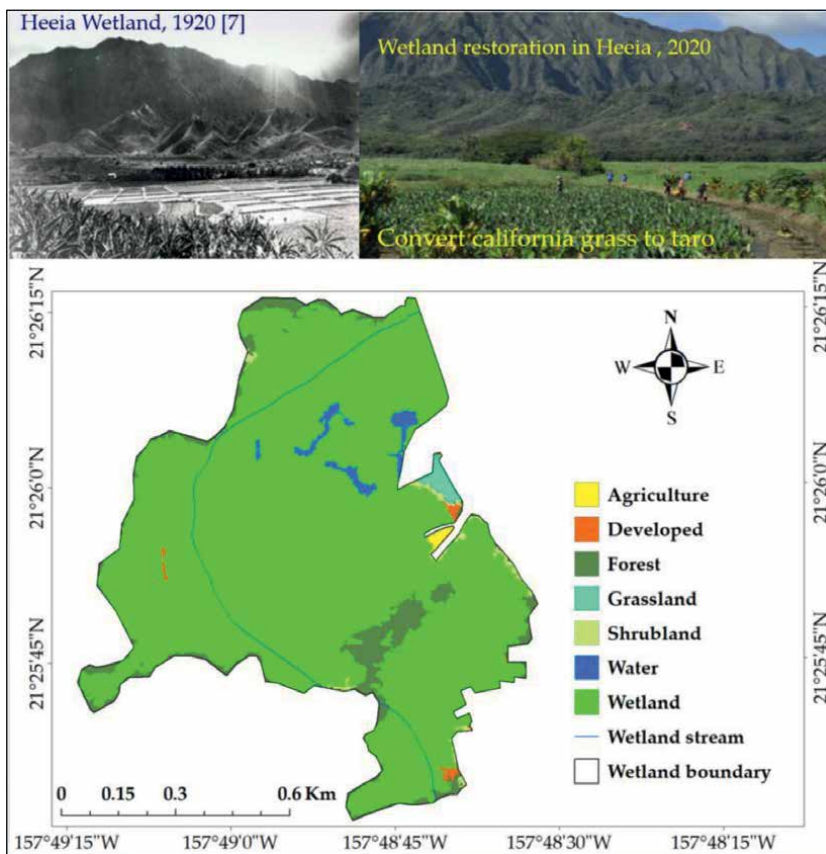 Heeia Wetland, 1920 [7]
Wetland restoration in Heeia , 2020
Convert california grass to taro
21°26'15"N
21°26'0"N
21°25'45"N
21°26'15"N
21°26'0"N
21°25'45"N
N
W
E
S
Agriculture
Developed
Forest
Grassland
Shrubland
Water
Wetland
Wetland stream
Wetland boundary
0 0.15 0.3 0.6 Km
157°49'15"W 157°49'0"W 157°48'45"W 157°48'30"W 157°48'15"W